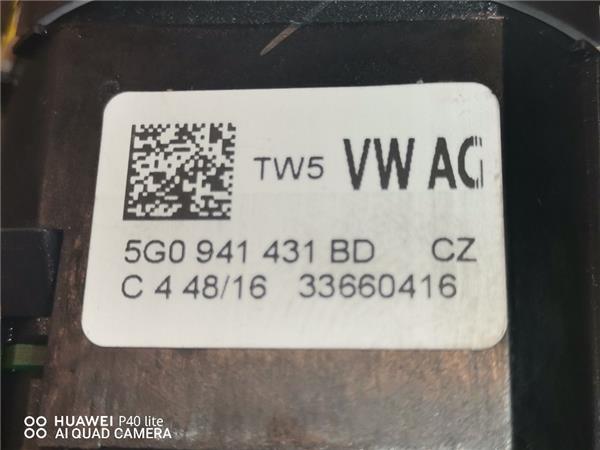 TW5 VW AG
5G0 941 431 BD CZ
C 4 48/16 33660416
HUAWEI P40 lite
AI QUAD CAMERA